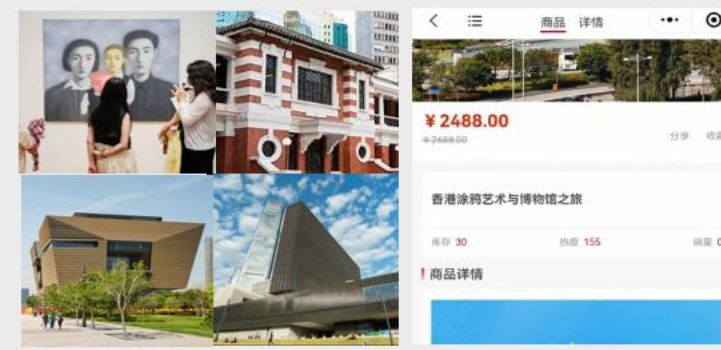 商品 详情
¥2488.00
¥2688.00
分享 收藏
香港涂鸦艺术与博物馆之旅
库存 30 热度 155 销量 0
商品详情